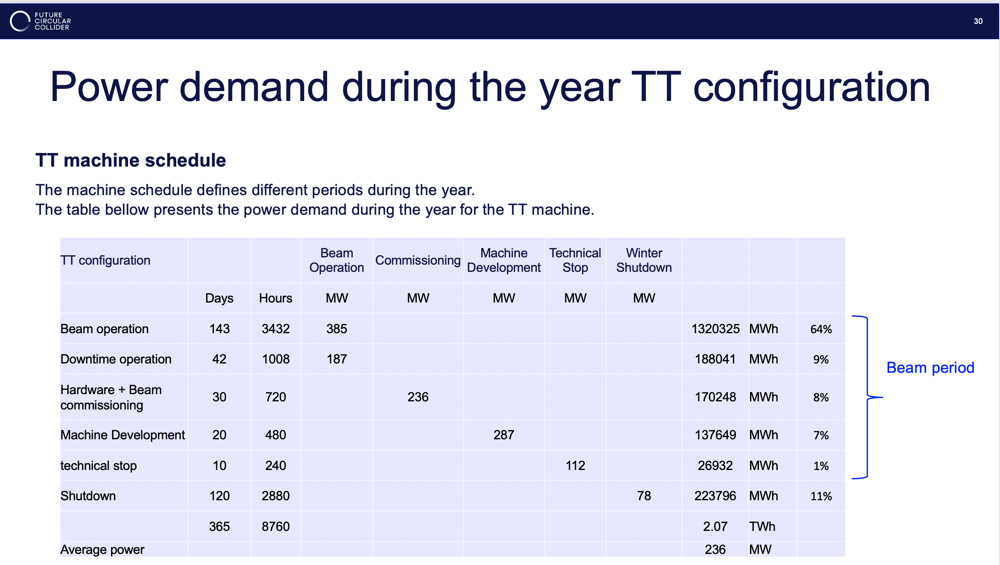 FUTURE
CIRCULAR
COLLIDER
30
Power demand during the year TT configuration
TT machine schedule
The machine schedule defines different periods during the year.
The table bellow presents the power demand during the year for the TT machine.
TT configuration Beam Operation Commissioning Machine Development Technical Stop Winter Shutdown
Days Hours MW MW MW MW MW
Beam operation 143 3432 385 1320325 MWh 64%
Downtime operation 42 1008 187 188041 MWh 9%
Hardware + Beam commissioning 30 720 236 170248 MWh 8%
Machine Development 20 480 287 137649 MWh 7%
technical stop 10 240 112 26932 MWh 1%
Shutdown 120 2880 78 223796 MWh 11%
365 8760 2.07 TWh
Average power 236 MW
Beam period